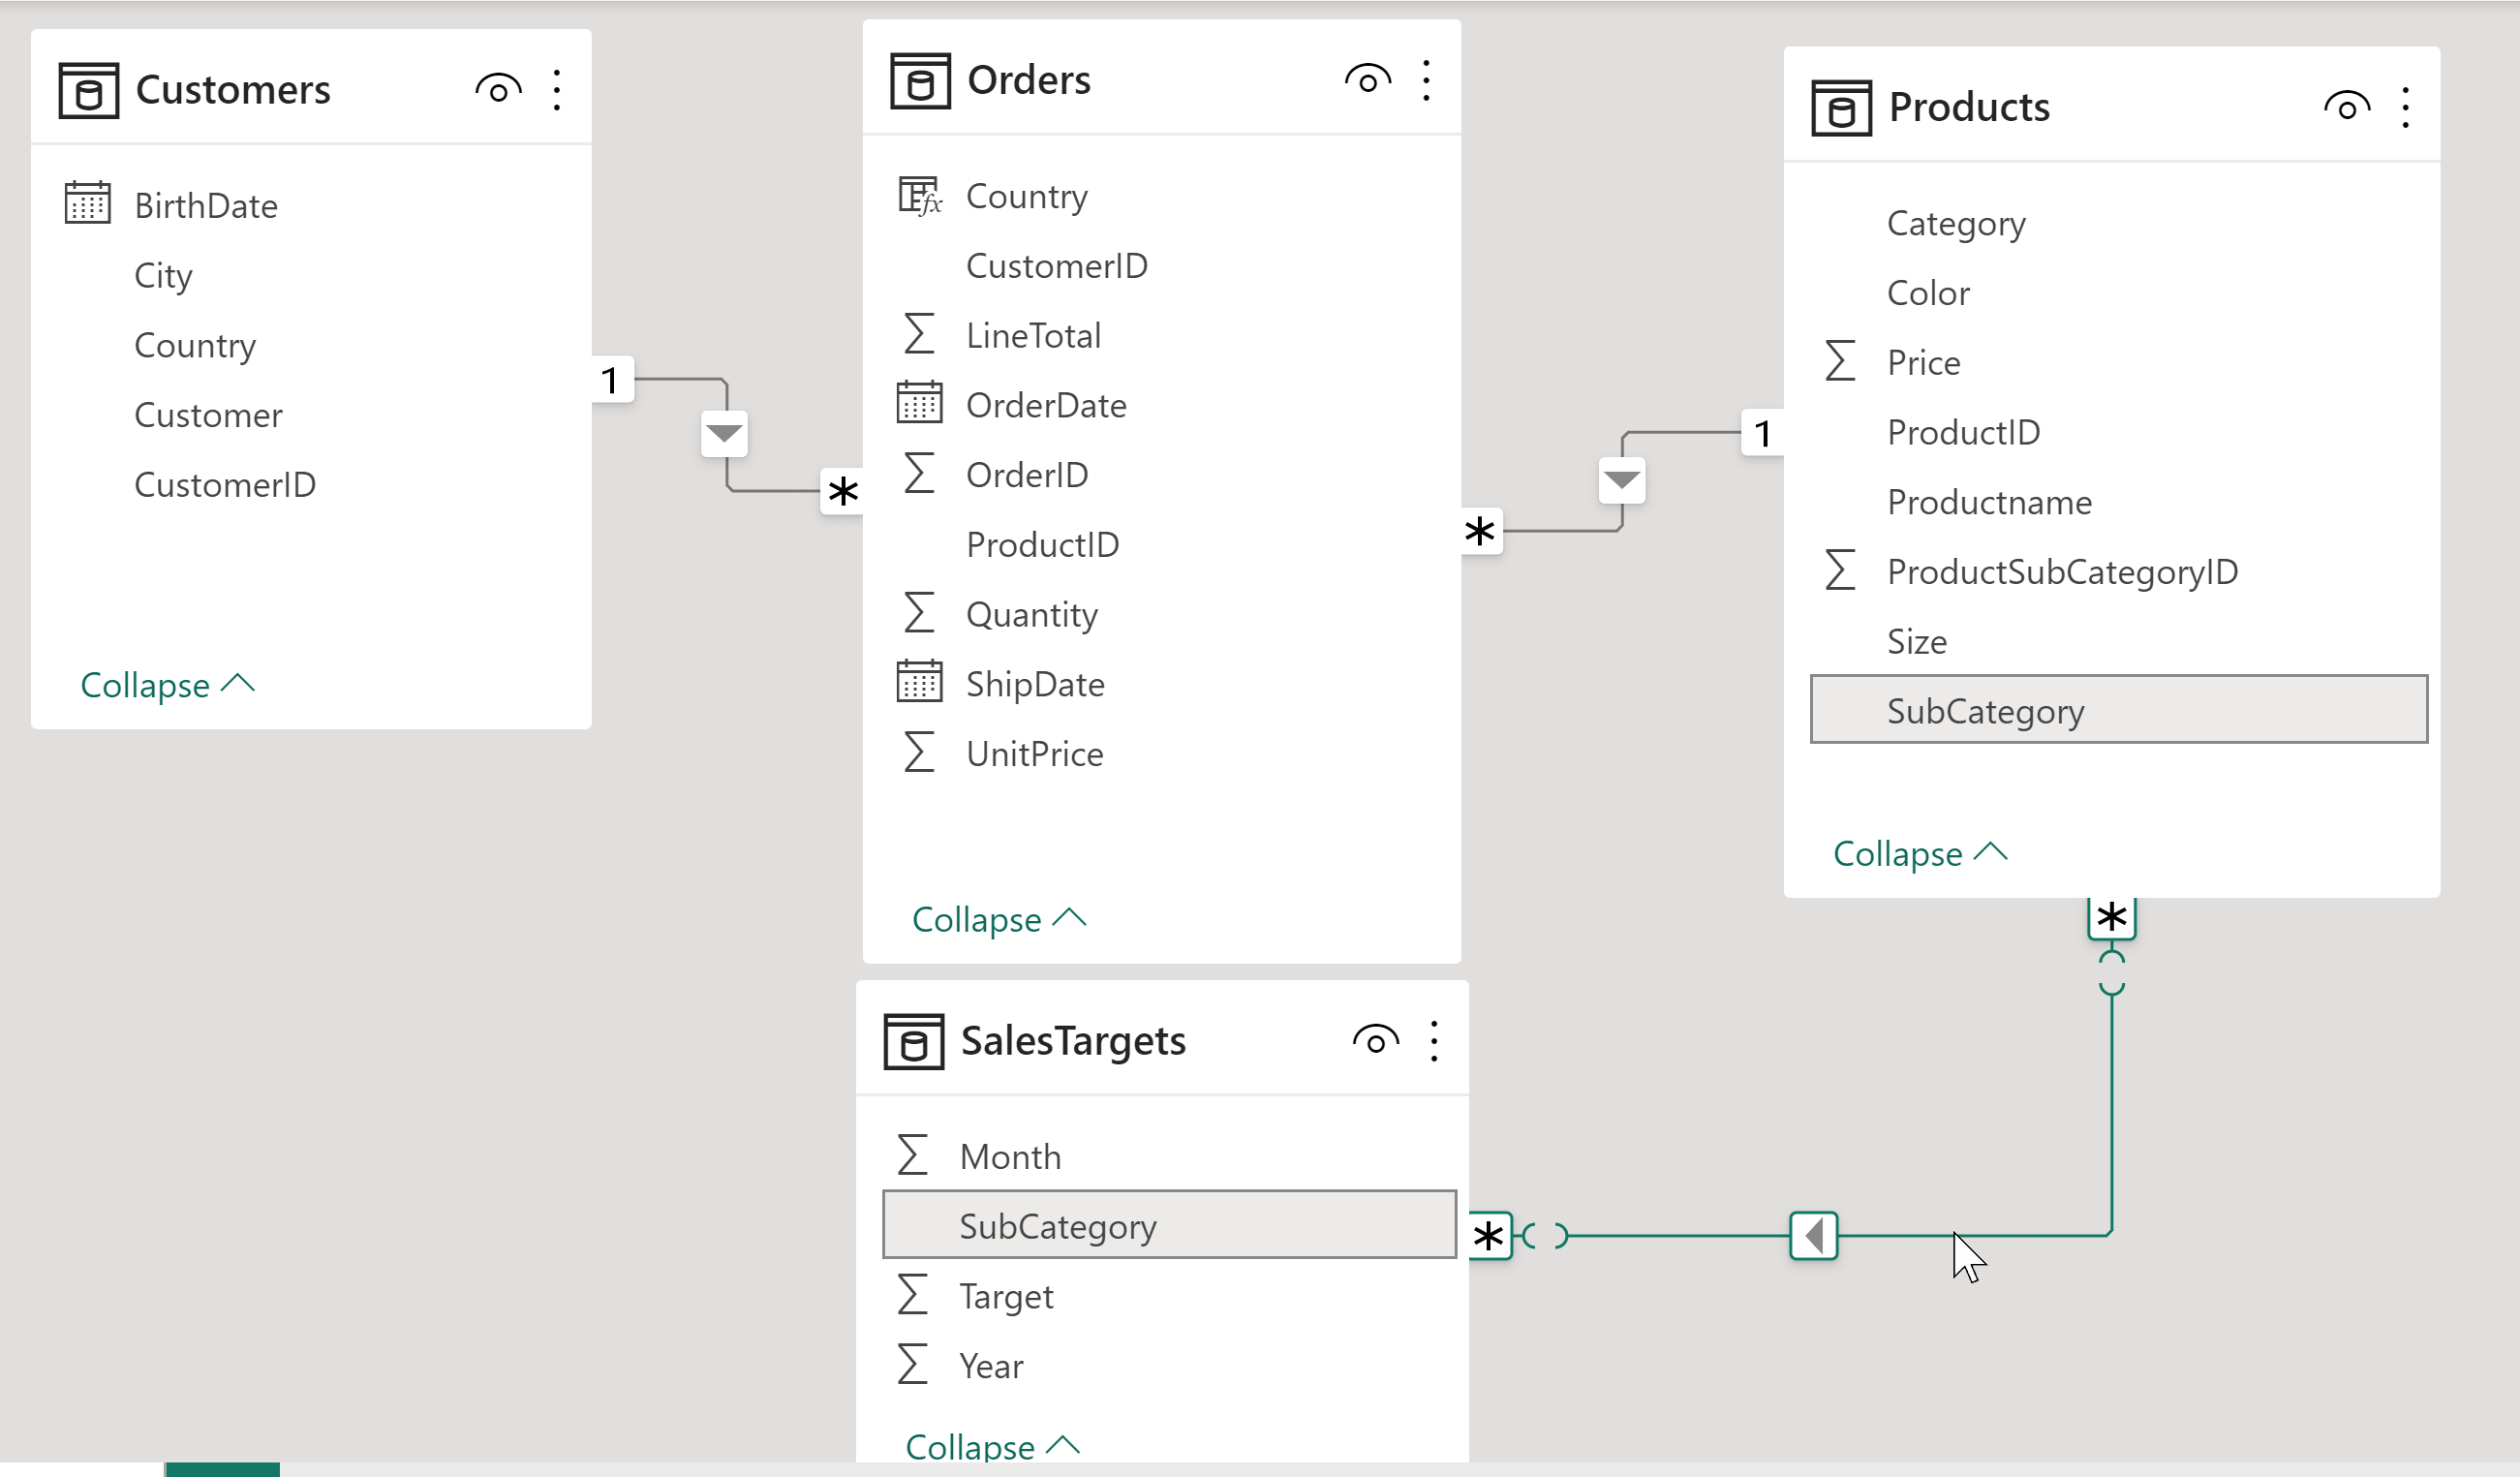 Customers
BirthDate
City
Country
Customer
CustomerID
Collapse
1
*
Orders
Country
CustomerID
LineTotal
OrderDate
OrderID
ProductID
Quantity
ShipDate
UnitPrice
Collapse
*
1
Products
Category
Color
Price
ProductID
Productname
ProductSubCategoryID
Size
SubCategory
Collapse
*
SalesTargets
Month
SubCategory
Target
Year
Collapse
*